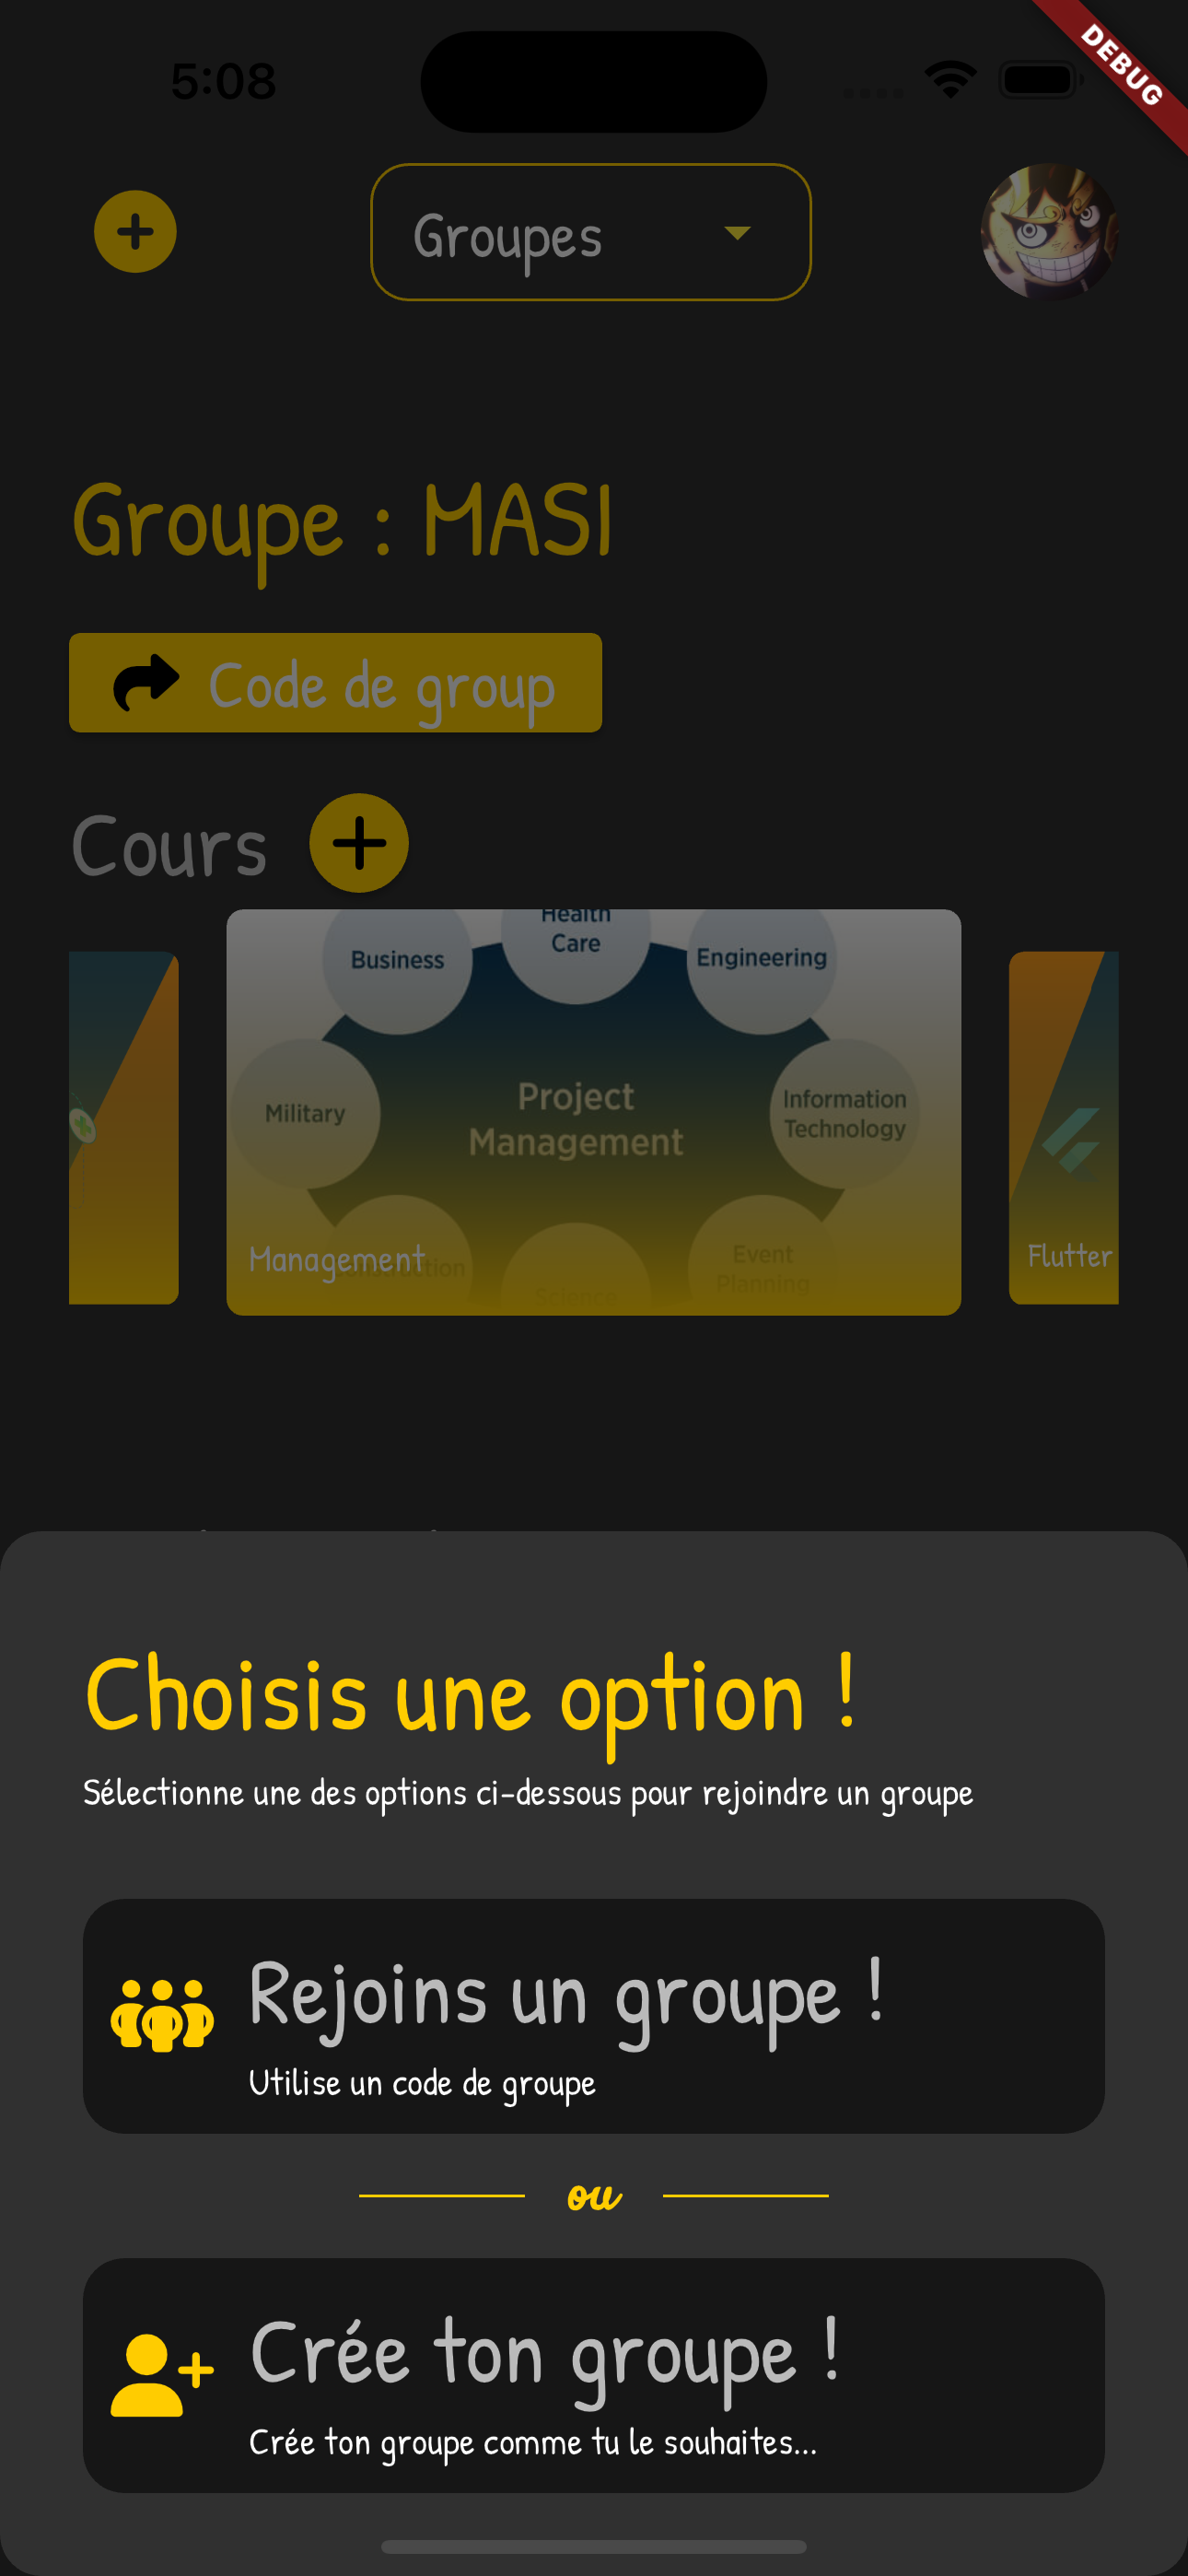 5:08
DEBUG
Groupes
Groupe : MASI
Code de group
Cours
Health
Care
Business
Engineering
Military
Project
Management
Information
Technology
Management
Event
Planning
Science
Flutter
Choisis une option !
Sélectionne une des options ci-dessous pour rejoindre un groupe
Rejoins un groupe !
Utilise un code de groupe
ou
Crée ton groupe !
Crée ton groupe comme tu le souhaites...